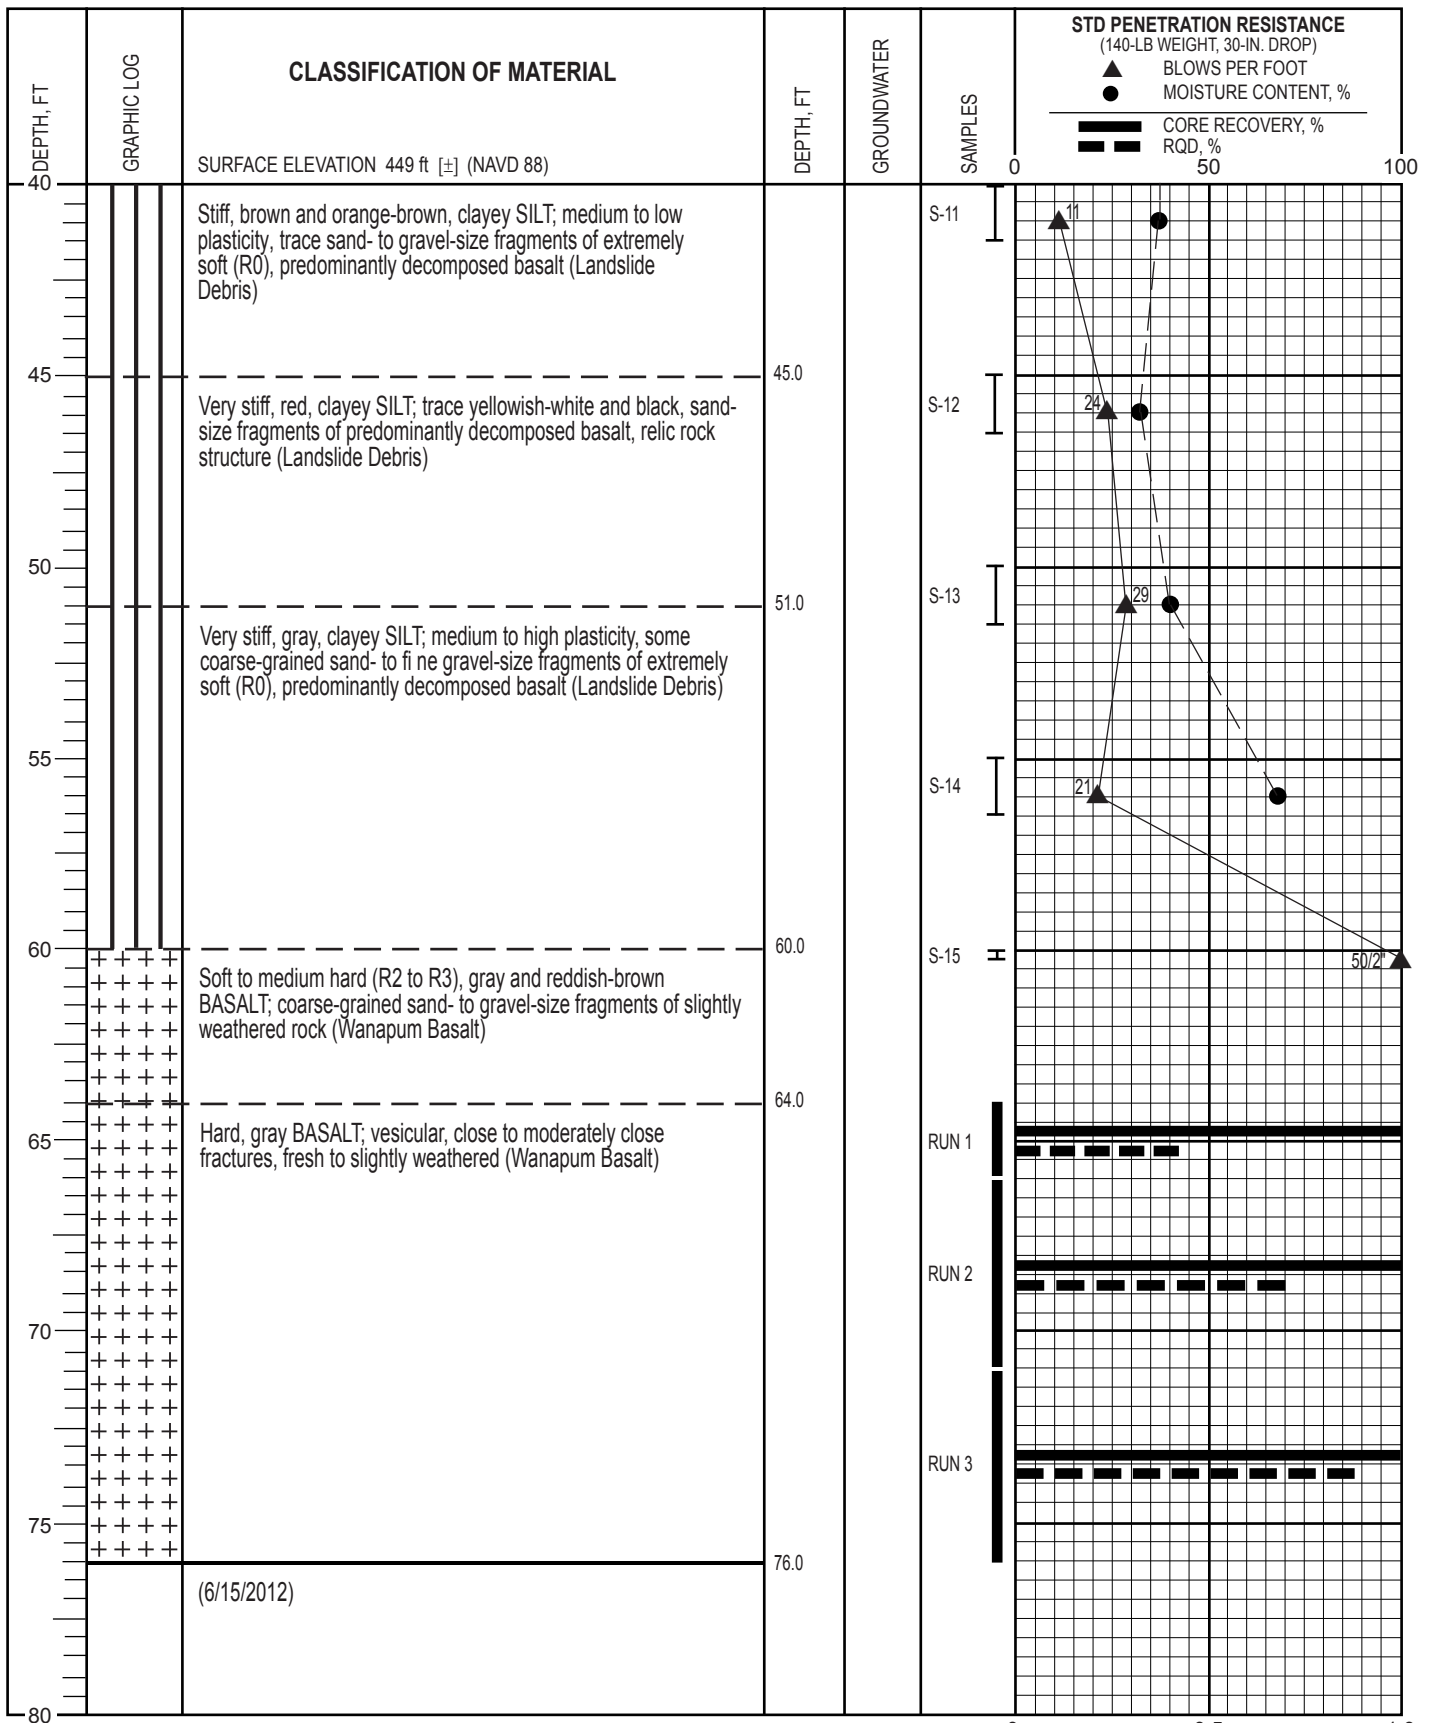 DEPTH, FT
GRAPHIC LOG
CLASSIFICATION OF MATERIAL
SURFACE ELEVATION 449 ft [±] (NAVD 88)
DEPTH, FT
GROUNDWATER
SAMPLES
STD PENETRATION RESISTANCE
(140-LB WEIGHT, 30-IN. DROP)
BLOWS PER FOOT
MOISTURE CONTENT, %
CORE RECOVERY, %
RQD, %
0 50 100
40
Stiff, brown and orange-brown, clayey SILT; medium to low
plasticity, trace sand- to gravel-size fragments of extremely
soft (R0), predominantly decomposed basalt (Landslide
Debris)
S-11
11
45
45.0
Very stiff, red, clayey SILT; trace yellowish-white and black, sand-
size fragments of predominantly decomposed basalt, relic rock
structure (Landslide Debris)
S-12
24
50
51.0
S-13
29
Very stiff, gray, clayey SILT; medium to high plasticity, some
coarse-grained sand- to fi ne gravel-size fragments of extremely
soft (R0), predominantly decomposed basalt (Landslide Debris)
55
S-14
21
60
60.0
S-15
50/2"
Soft to medium hard (R2 to R3), gray and reddish-brown
BASALT; coarse-grained sand- to gravel-size fragments of slightly
weathered rock (Wanapum Basalt)
64.0
65
Hard, gray BASALT; vesicular, close to moderately close
fractures, fresh to slightly weathered (Wanapum Basalt)
RUN 1
RUN 2
70
RUN 3
75
76.0
(6/15/2012)
80